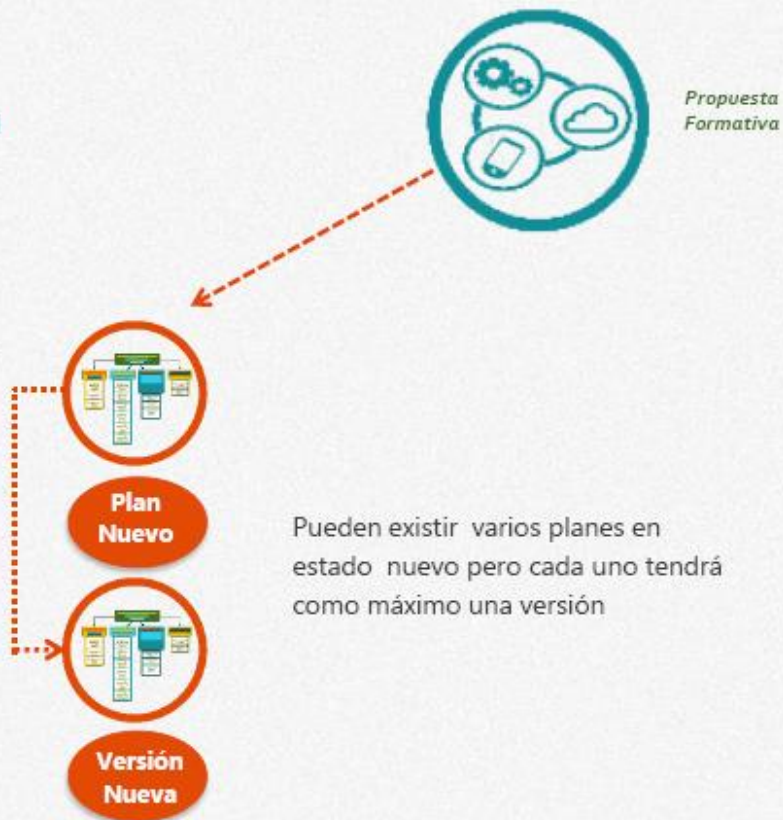 Propuesta
Formativa
Plan
Nuevo
Pueden existir varios planes en
estado nuevo pero cada uno tendrá
como máximo una versión
Versión
Nueva